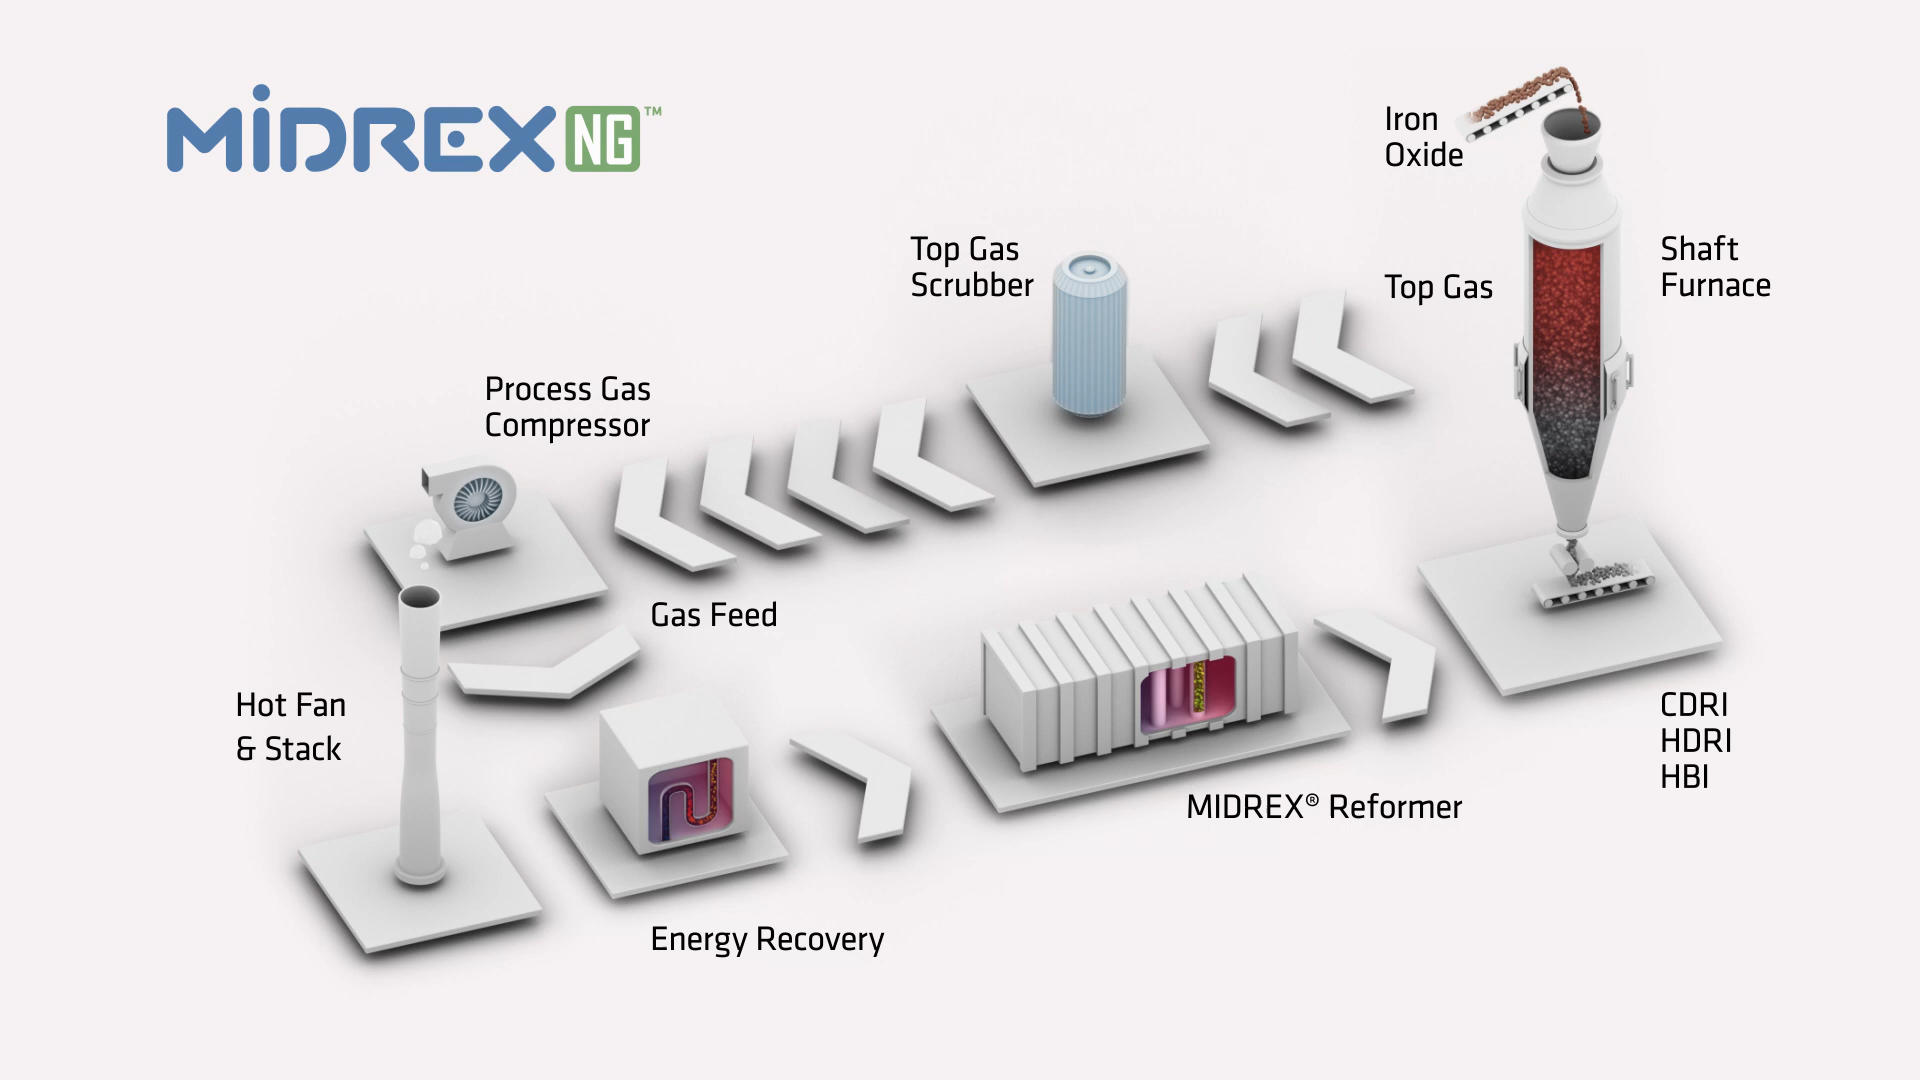 MIDREX NG™
Iron
Oxide
Top Gas
Scrubber
Top Gas
Shaft
Furnace
Process Gas
Compressor
Gas Feed
Hot Fan
& Stack
CDRI
HDRI
HBI
MIDREX® Reformer
Energy Recovery